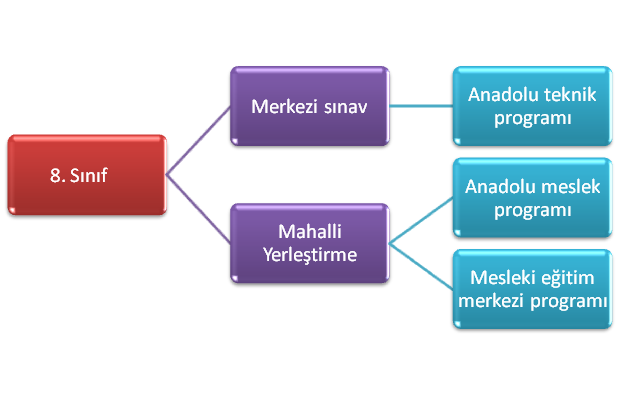 8. Sınıf
Merkezi sınav
Anadolu teknik
programı
Mahalli
Yerleştirme
Anadolu meslek
programı
Mesleki eğitim
merkezi programı